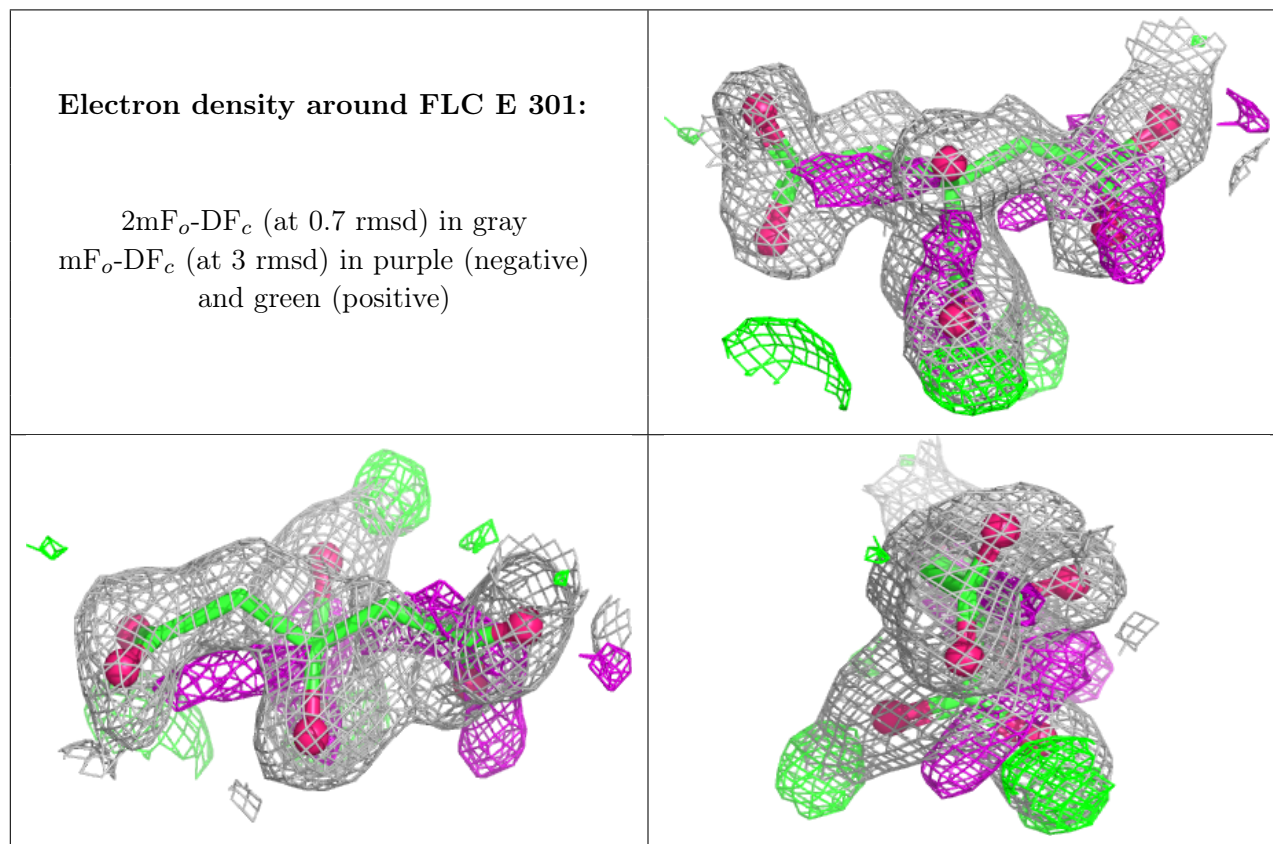 Electron density around FLC E 301:
2mFo-DFc (at 0.7 rmsd) in gray
mFo-DFc (at 3 rmsd) in purple (negative)
and green (positive)